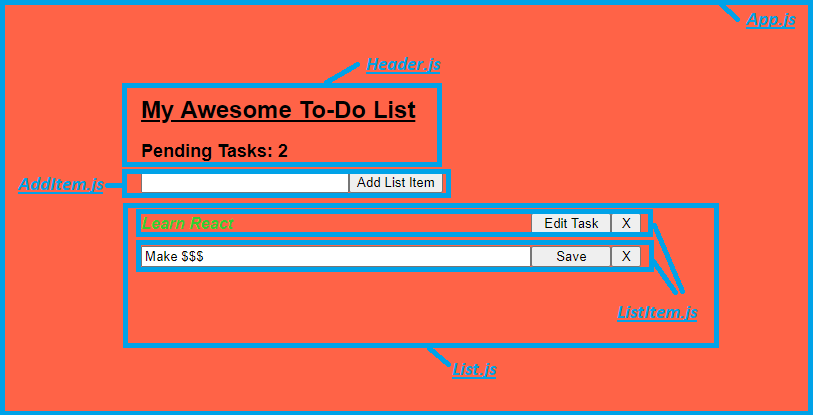 App.js
Header.js
My Awesome To-Do List
Pending Tasks: 2
AddItem.js
Add List Item
Learn React Edit Task X
Make $$$ Save X
ListItem.js
List.js